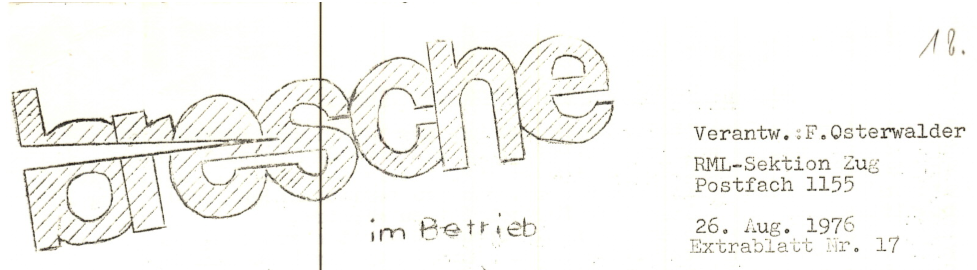 18.
bresche
im Betrieb
Verantw.:F.Osterwalder
RML-Sektion Zug
Postfach 1155
26. Aug. 1976
Extrablatt Nr. 17